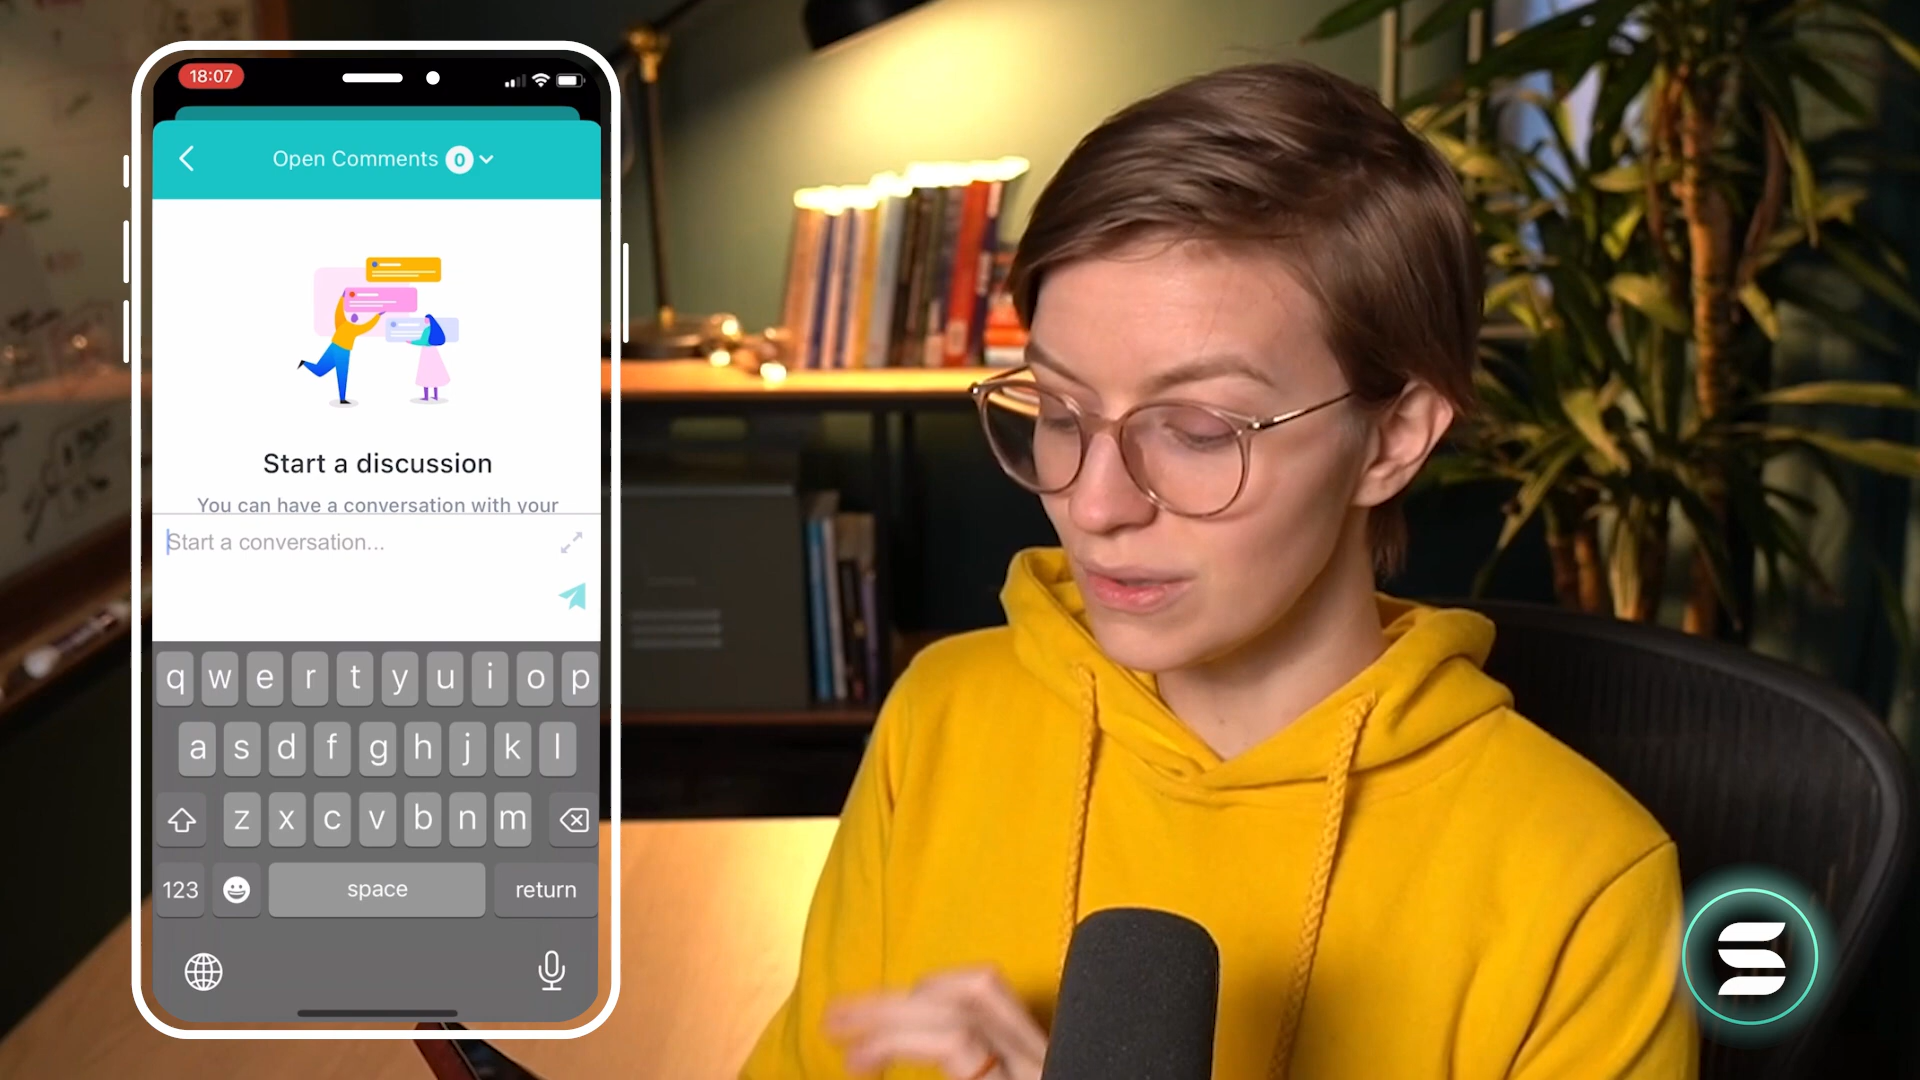 18:07
Open Comments 0
Start a discussion
You can have a conversation with your
Start a conversation...
q w e r t y u i o p
a s d f g h j k l
z x c v b n m
123 space return